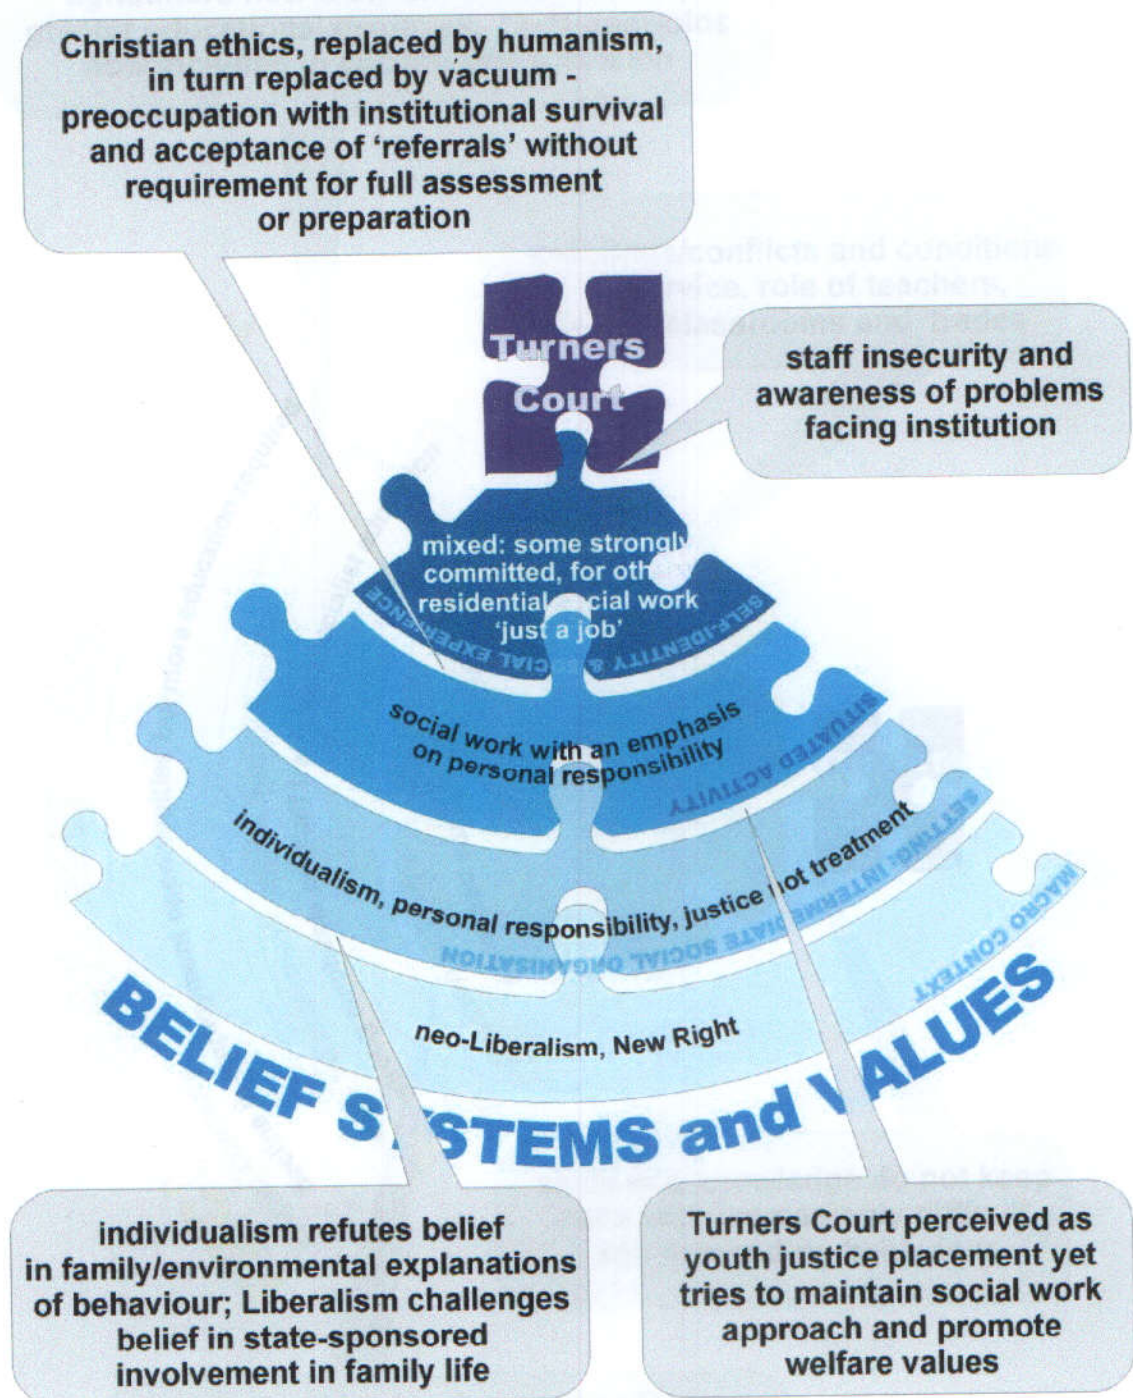 Christian ethics, replaced by humanism,
in turn replaced by vacuum -
preoccupation with institutional survival
and acceptance of ‘referrals’ without
requirement for full assessment
or preparation
Turners
Court
staff insecurity and
awareness of problems
facing institution
mixed: some strongly
committed, for oth
residential social work
‘just a job’
SELF-IDENTITY & SOCIAL EXPERIENCE
social work with an emphasis
on personal responsibility
SITUATED ACTIVITY
individualism, personal responsibility, justice not treatment
SETTING: INTERMEDIATE SOCIAL ORGANISATION
neo-Liberalism, New Right
MACRO CONTEXT
BELIEF SYSTEMS and VALUES
individualism refutes belief
in family/environmental explanations
of behaviour; Liberalism challenges
belief in state-sponsored
involvement in family life
Turners Court perceived as
youth justice placement yet
tries to maintain social work
approach and promote
welfare values